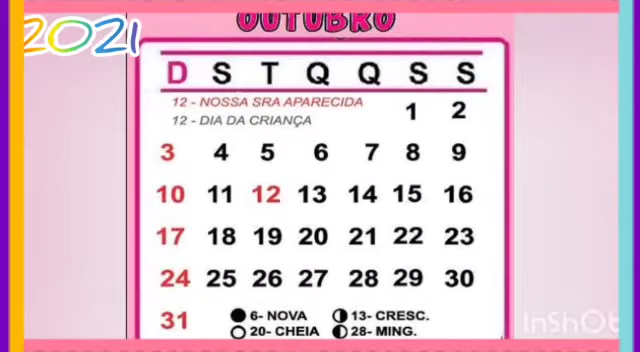 2021
OUTUBRO
D S T Q Q S S
12 - NOSSA SRA APARECIDA
12 - DIA DA CRIANÇA
1 2
3 4 5 6 7 8 9
10 11 12 13 14 15 16
17 18 19 20 21 22 23
24 25 26 27 28 29 30
31
6- NOVA 13- CRESC.
20- CHEIA 28- MING.
InShOt